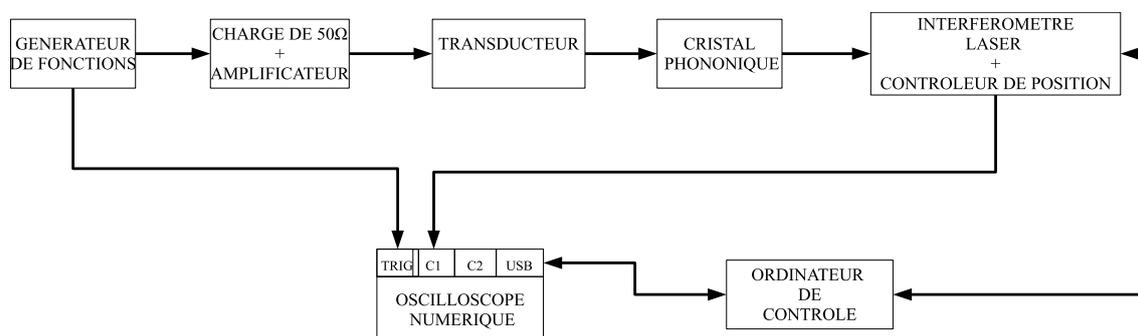 GENERATEUR
DE FONCTIONS
CHARGE DE 50Ω
+
AMPLIFICATEUR
TRANSDUCTEUR
CRISTAL
PHONONIQUE
INTERFEROMETRE
LASER
+
CONTROLEUR DE POSITION
TRIG C1 C2 USB
OSCILLOSCOPE
NUMERIQUE
ORDINATEUR
DE
CONTROLE